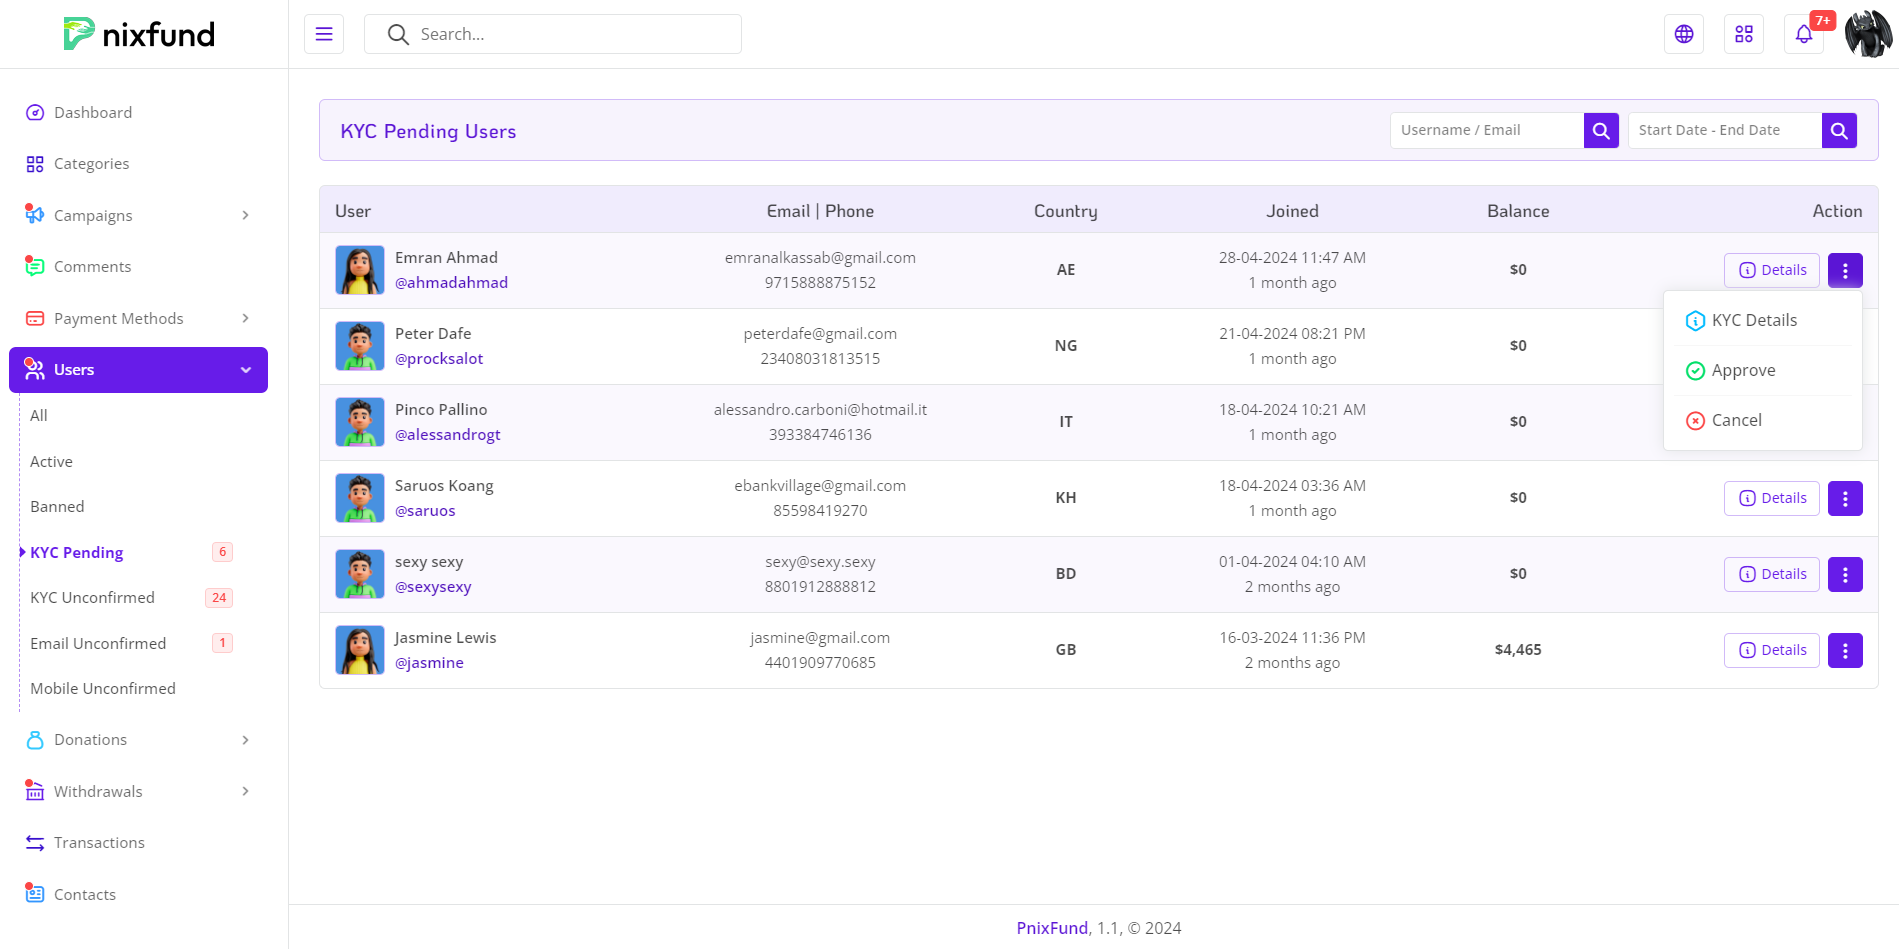 Pnixfund
Search...
7+
Dashboard
Categories
Campaigns
Comments
Payment Methods
Users
All
Active
Banned
KYC Pending 6
KYC Unconfirmed 24
Email Unconfirmed 1
Mobile Unconfirmed
Donations
Withdrawals
Transactions
Contacts
KYC Pending Users
Username / Email
Start Date - End Date
User Email | Phone Country Joined Balance Action
Emran Ahmad emranalkassab@gmail.com AE 28-04-2024 11:47 AM $0 Details
@ahmadahmad 9715888875152 1 month ago
KYC Details
Approve
Cancel
Peter Dafe peterdafe@gmail.com NG 21-04-2024 08:21 PM $0
@procksalot 23408031813515 1 month ago
Pinco Pallino alessandro.carboni@hotmail.it IT 18-04-2024 10:21 AM $0
@alessandrogt 393384746136 1 month ago
Saruos Koang ebankvillage@gmail.com KH 18-04-2024 03:36 AM $0 Details
@saruos 85598419270 1 month ago
sexy sexy sexy@sexy.sexy BD 01-04-2024 04:10 AM $0 Details
@sexysexy 8801912888812 2 months ago
Jasmine Lewis jasmine@gmail.com GB 16-03-2024 11:36 PM $4,465 Details
@jasmine 4401909770685 2 months ago
PnixFund, 1.1, © 2024